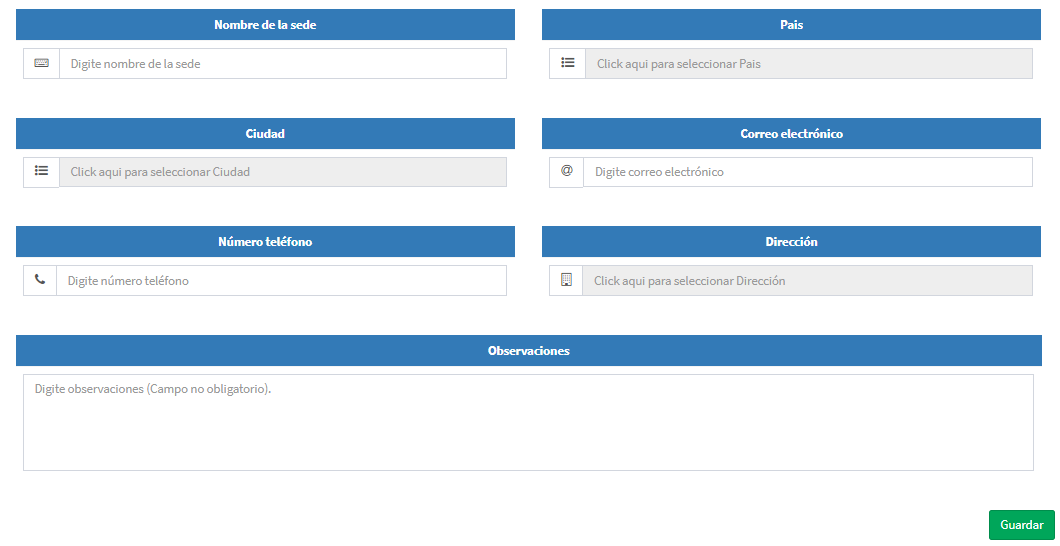 Nombre de la sede
Pais
Digite nombre de la sede
Click aqui para seleccionar Pais
Ciudad
Correo electrónico
Click aqui para seleccionar Ciudad
@ Digite correo electrónico
Número teléfono
Dirección
Digite número teléfono
Click aqui para seleccionar Dirección
Observaciones
Digite observaciones (Campo no obligatorio).
Guardar